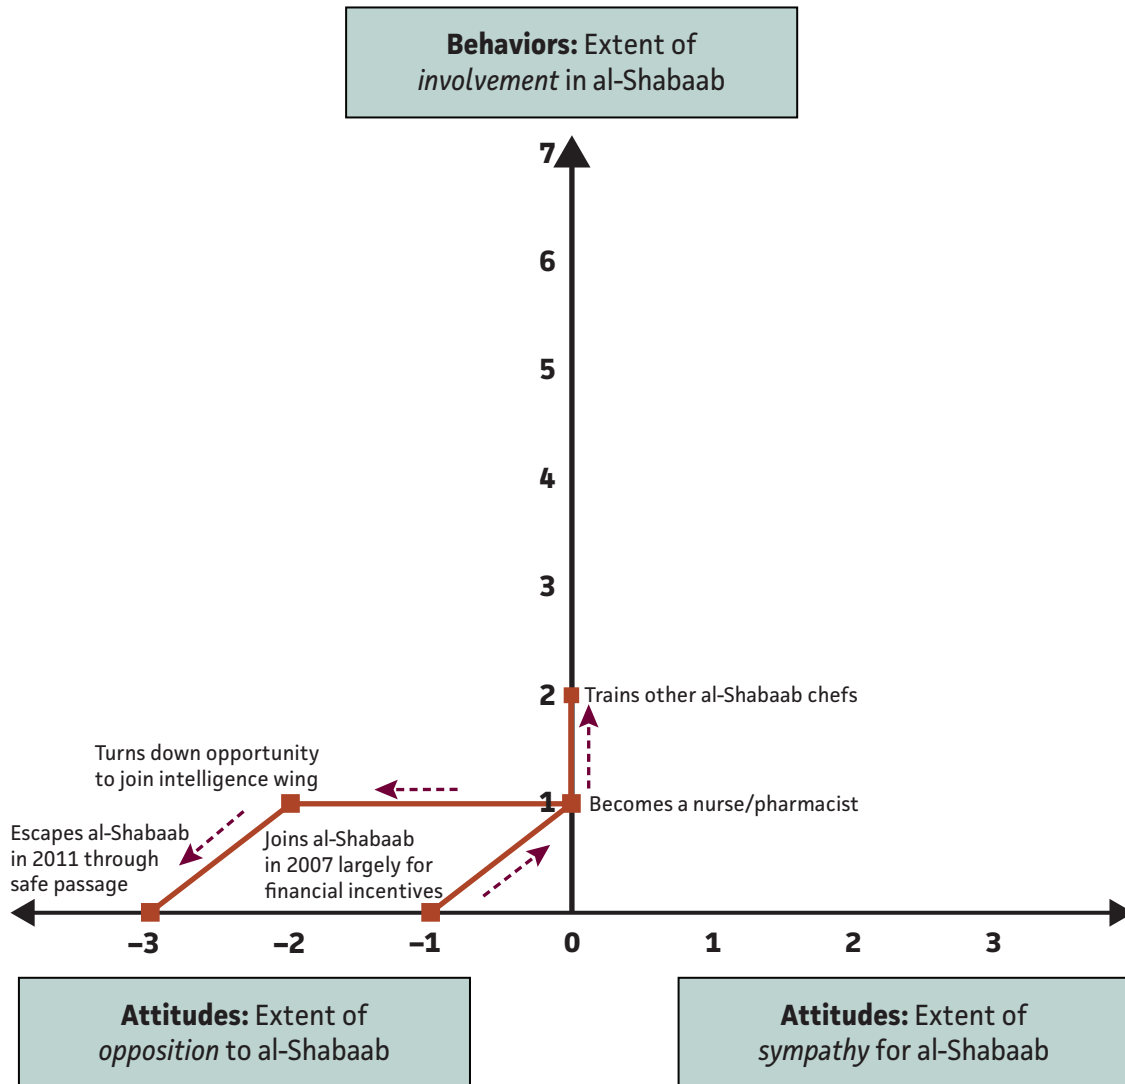 Behaviors: Extent of
involvement in al-Shabaab
7
6
5
4
3
2
Trains other al-Shabaab chefs
Turns down opportunity
to join intelligence wing
1
Becomes a nurse/pharmacist
Escapes al-Shabaab
in 2011 through
safe passage
Joins al-Shabaab
in 2007 largely for
financial incentives
–3
–2
–1
0
1
2
3
Attitudes: Extent of
opposition to al-Shabaab
Attitudes: Extent of
sympathy for al-Shabaab